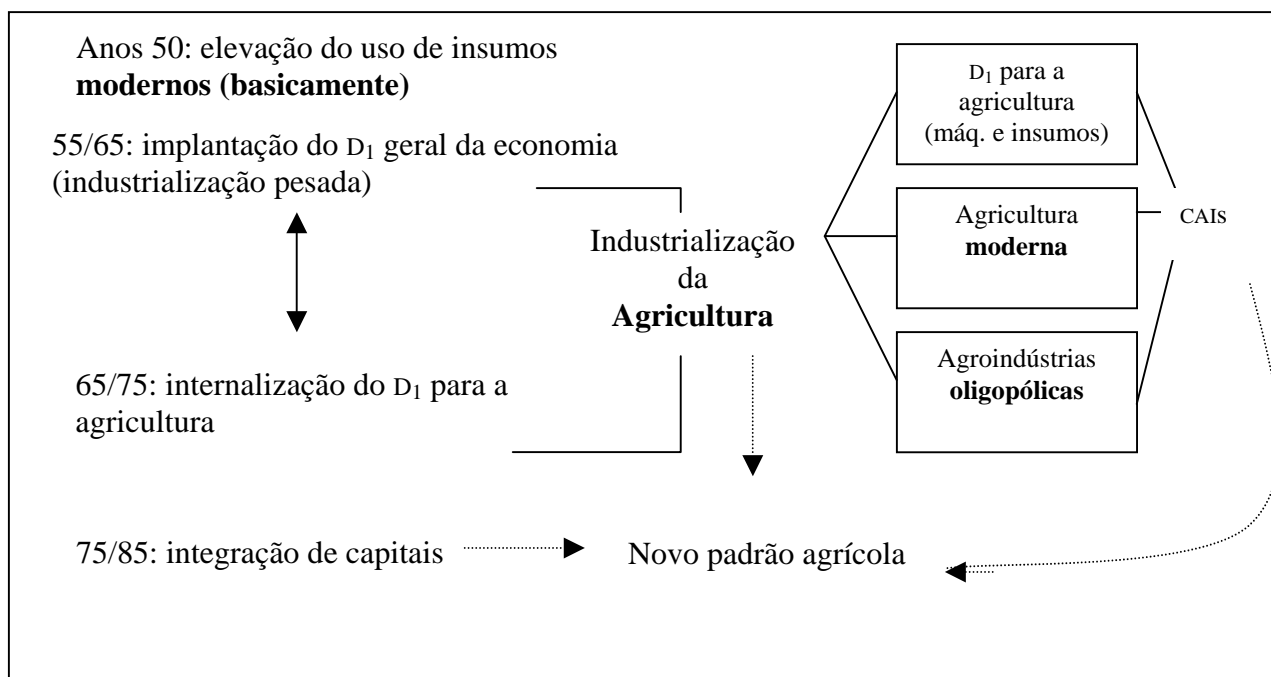 Anos 50: elevação do uso de insumos
modernos (basicamente)
55/65: implantação do D₁ geral da economia
(industrialização pesada)
65/75: internalização do D₁ para a
agricultura
75/85: integração de capitais
Industrialização
da
Agricultura
Novo padrão agrícola
D₁ para a
agricultura
(máq. e insumos)
Agricultura
moderna
Agroindústrias
oligopólicas
CAIs